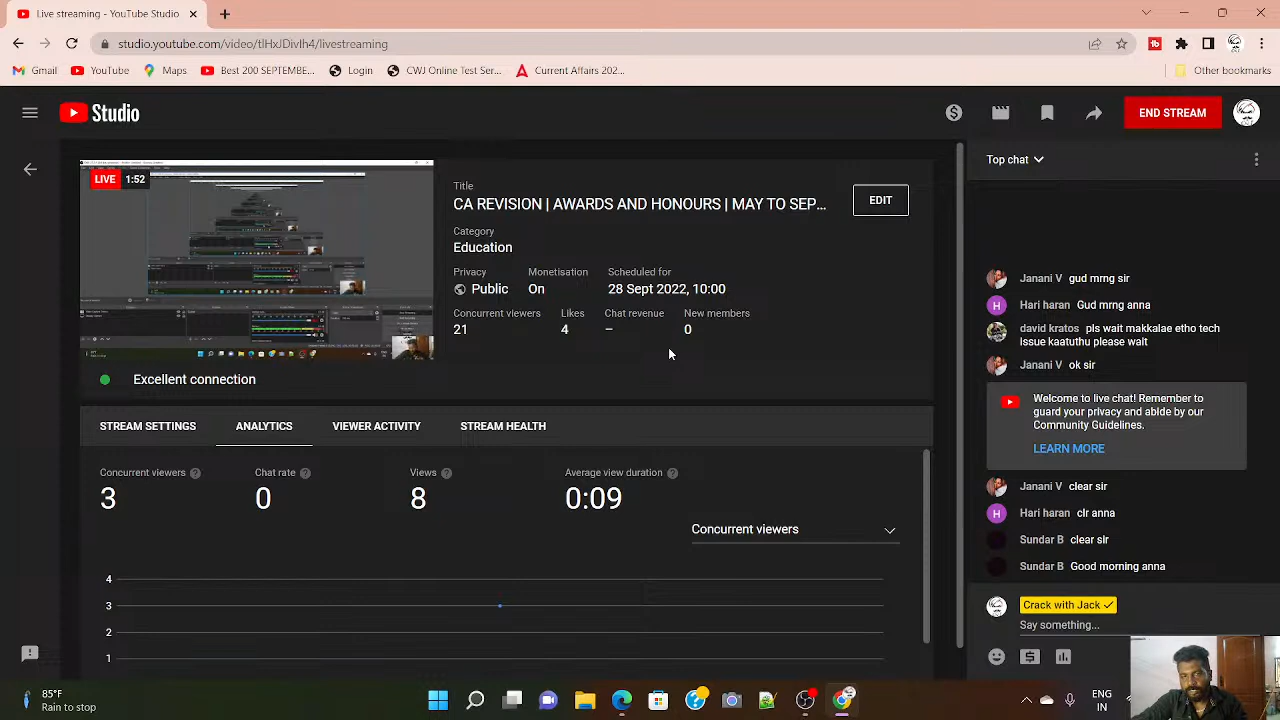 Live streaming - YouTube Studio
studio.youtube.com/video/tlHxJDivIh4/livestreaming
Gmail
YouTube
Maps
Best 200 SEPTEMBE...
Login
CWJ Online Test:Ser...
Current Affairs 202...
Other bookmarks
Studio
END STREAM
LIVE 1:52
Title
CA REVISION | AWARDS AND HONOURS | MAY TO SEP...
EDIT
Category
Education
Privacy Monetisation Scheduled for
Public On 28 Sept 2022, 10:00
Concurrent viewers Likes Chat revenue New mem
21 4 – 0
Excellent connection
STREAM SETTINGS ANALYTICS VIEWER ACTIVITY STREAM HEALTH
Concurrent viewers Chat rate Views Average view duration
3 0 8 0:09
Concurrent viewers
4
3
2
1
Top chat
Janani V gud mrng sir
Hari haran Gud mrng anna
david kratos pls wait makkalae etho tech
issue kaatuthu please wait
Janani V ok sir
Welcome to live chat! Remember to
guard your privacy and abide by our
Community Guidelines.
LEARN MORE
Janani V clear sir
Hari haran clr anna
Sundar B clear sir
Sundar B Good morning anna
Crack with Jack
Say something...
85°F
Rain to stop
ENG
IN